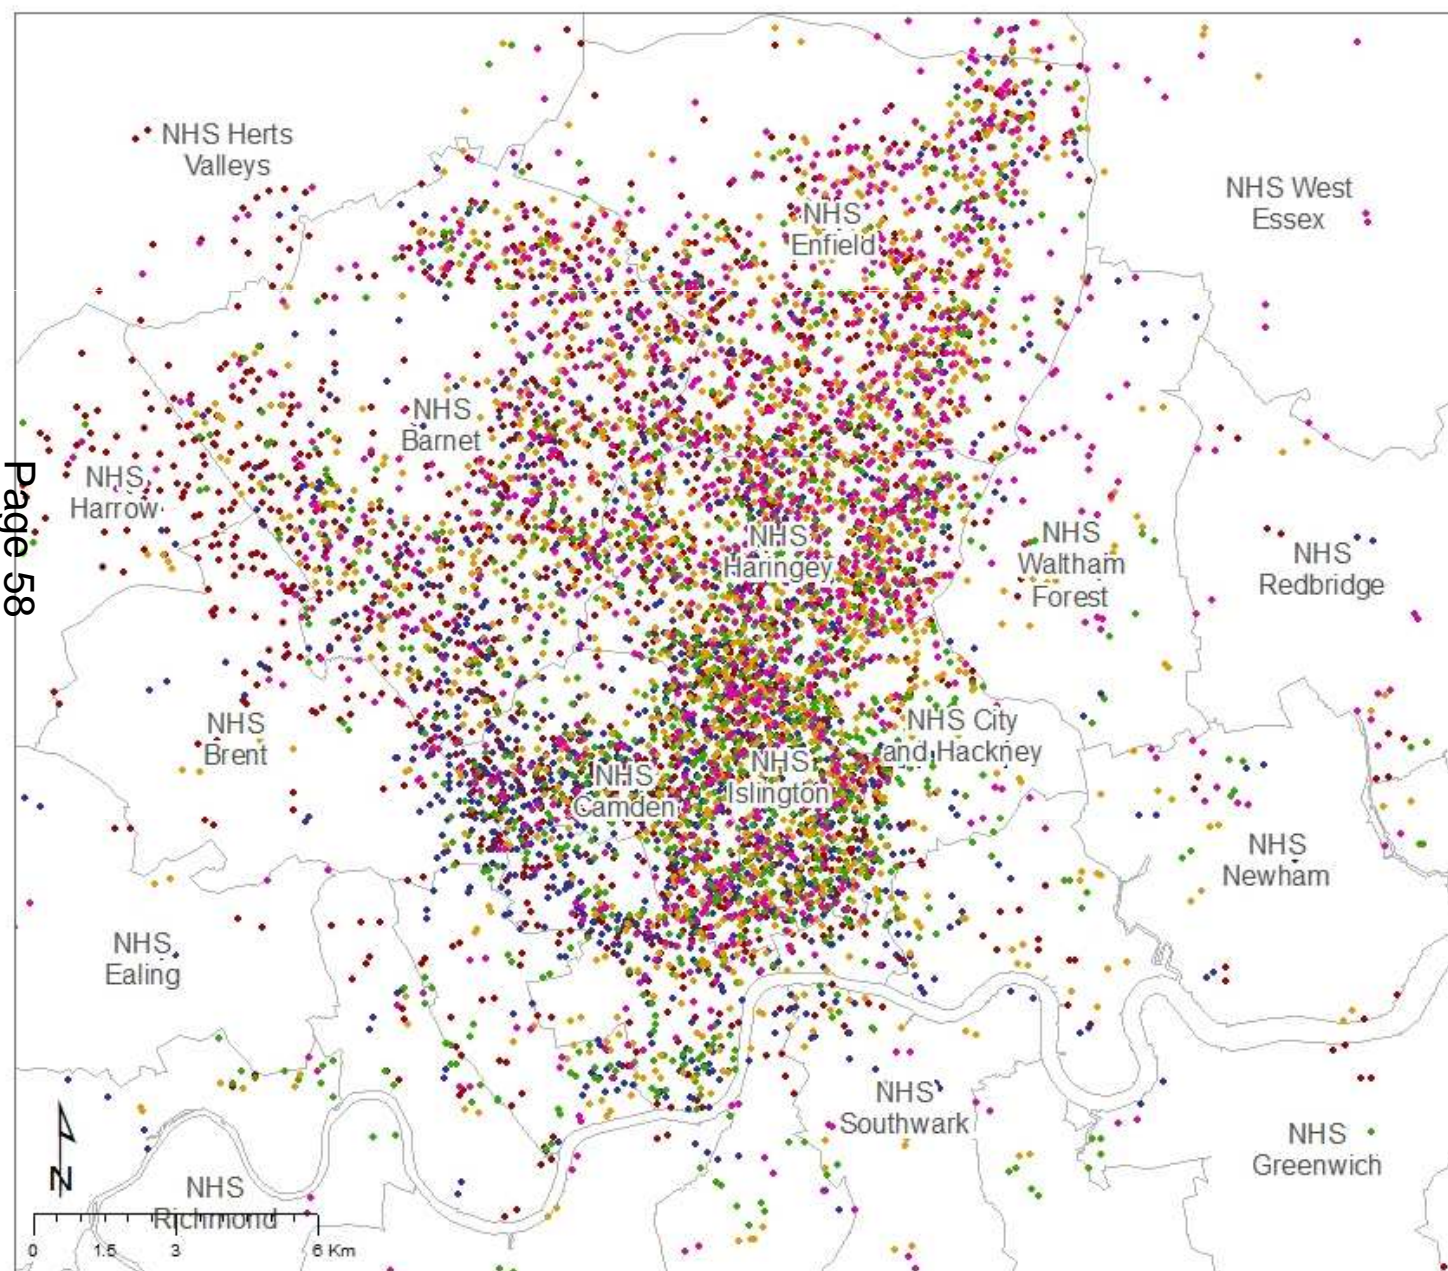 NHS Herts
Valleys
NHS West
Essex
NHS
Enfield
NHS
Barnet
NHS
Harrow
Page 58
NHS
Haringey
NHS
Waltham
Forest
NHS
Redbridge
NHS
Brent
NHS City
and Hackney
NHS
Camden
NHS
Islington
NHS
Newham
NHS
Ealing
NHS
Southwark
NHS
Greenwich
N
NHS
Richmond
0 1.5 3 6 Km